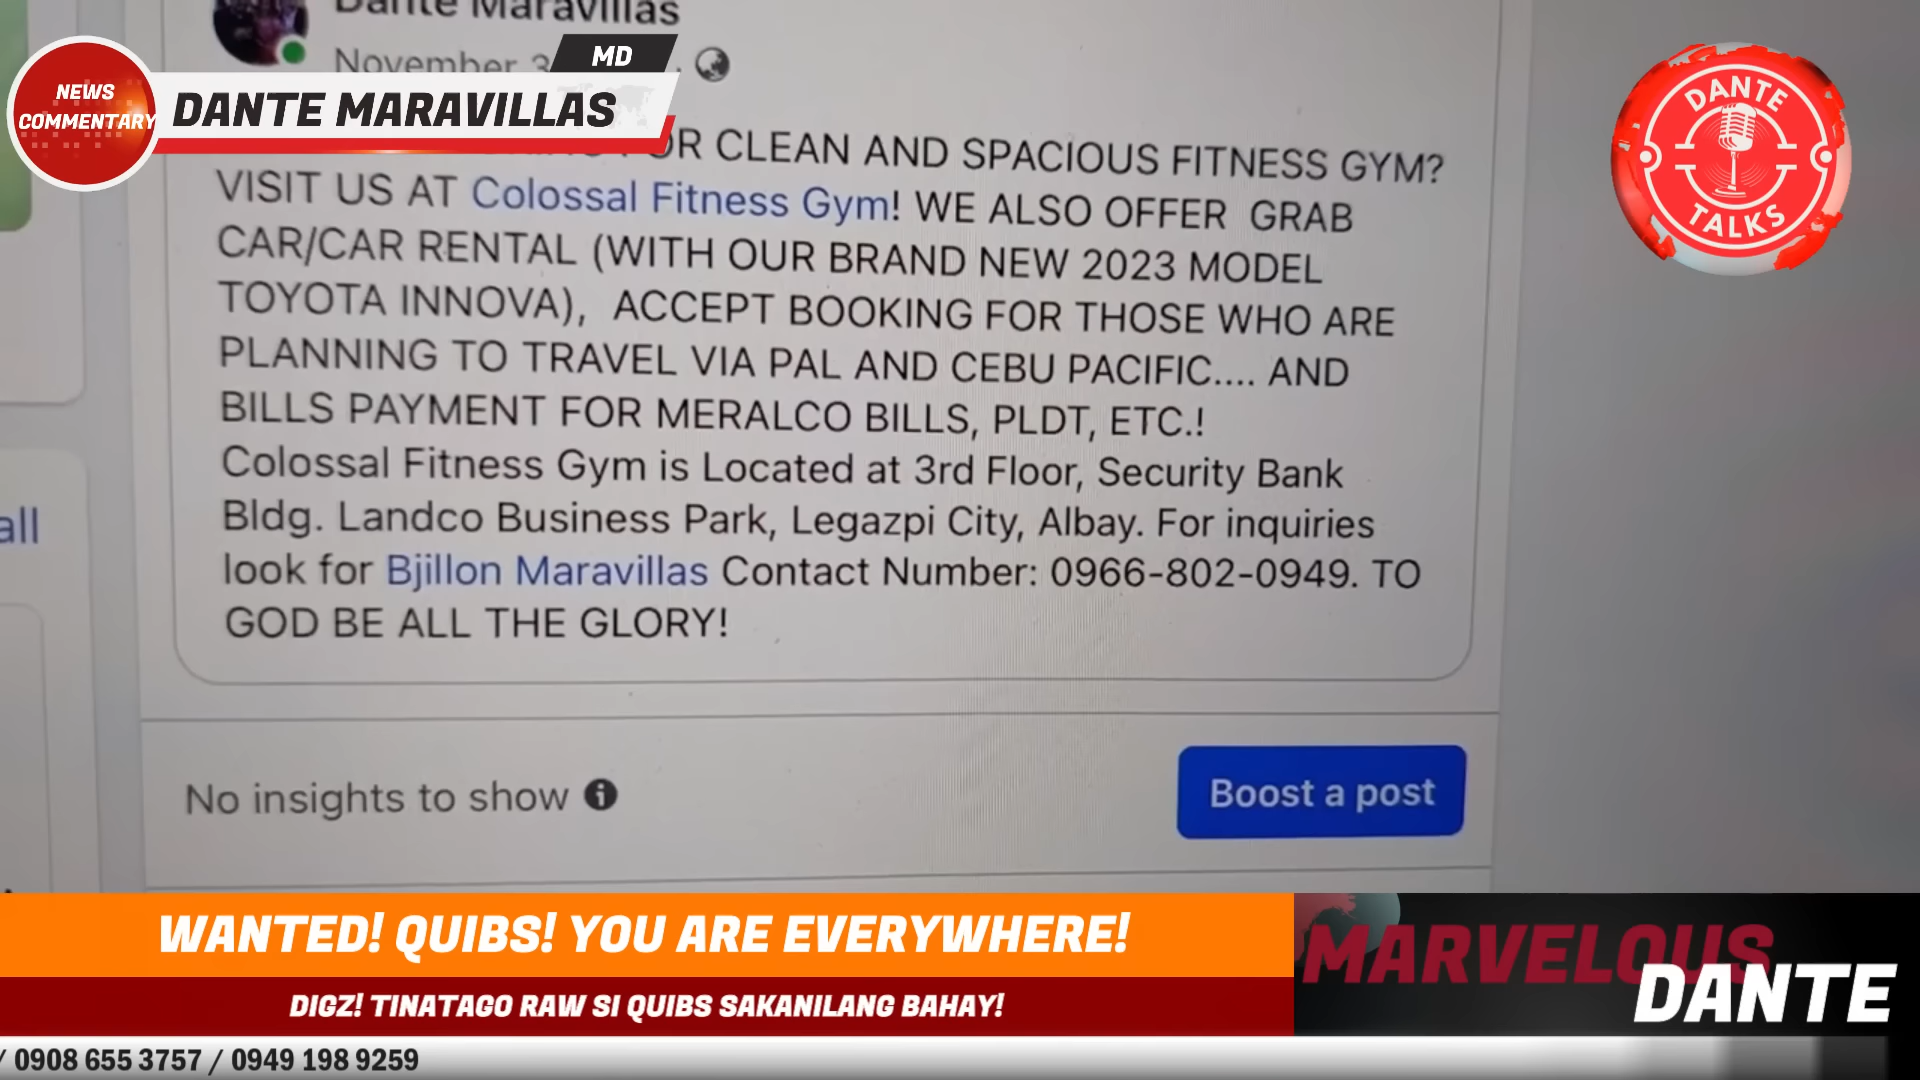 Dante Maravillas
November 3
MD
NEWS
COMMENTARY
DANTE MARAVILLAS
DANTE
TALKS
FOR CLEAN AND SPACIOUS FITNESS GYM?
VISIT US AT Colossal Fitness Gym! WE ALSO OFFER GRAB
CAR/CAR RENTAL (WITH OUR BRAND NEW 2023 MODEL
TOYOTA INNOVA), ACCEPT BOOKING FOR THOSE WHO ARE
PLANNING TO TRAVEL VIA PAL AND CEBU PACIFIC.... AND
BILLS PAYMENT FOR MERALCO BILLS, PLDT, ETC.!
Colossal Fitness Gym is Located at 3rd Floor, Security Bank
Bldg. Landco Business Park, Legazpi City, Albay. For inquiries
look for Bjillon Maravillas Contact Number: 0966-802-0949. TO
GOD BE ALL THE GLORY!
all
No insights to show
Boost a post
WANTED! QUIBS! YOU ARE EVERYWHERE!
DIGZ! TINATAGO RAW SI QUIBS SAKANILANG BAHAY!
MARVELOUS
DANTE
/ 0908 655 3757 / 0949 198 9259